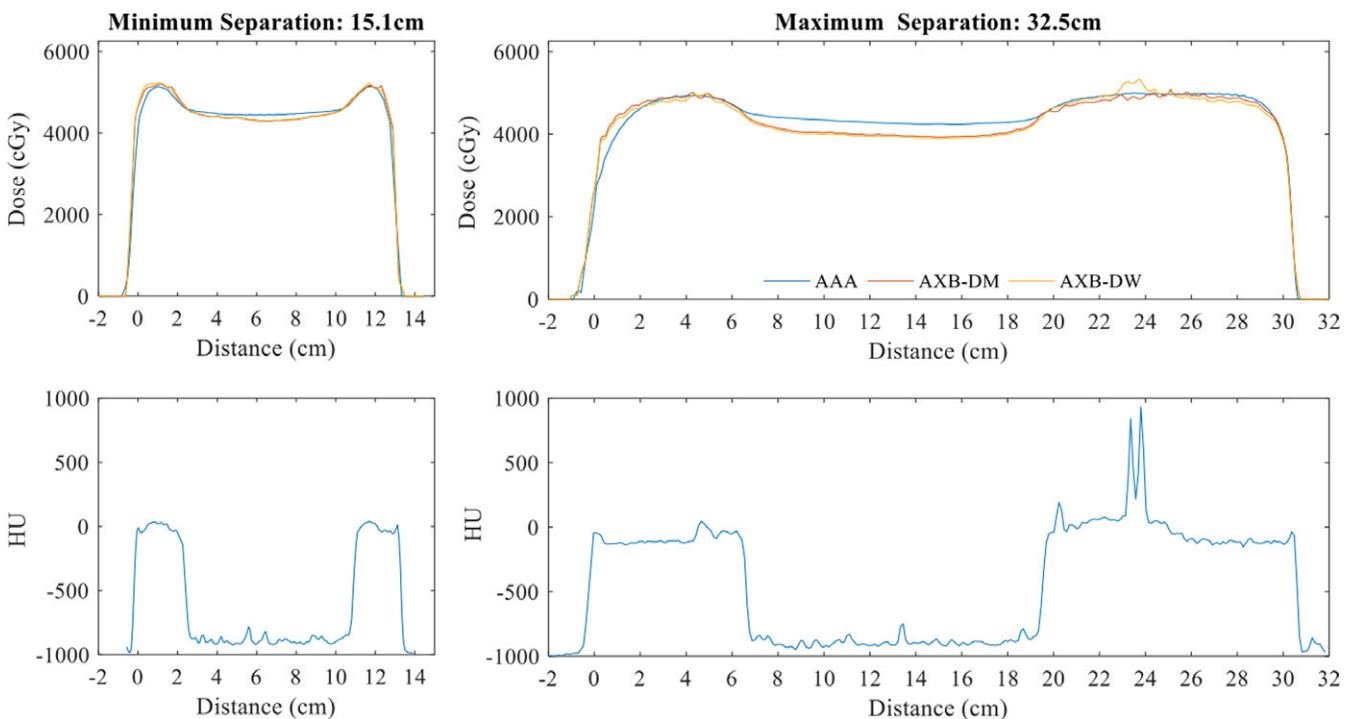 Minimum Separation: 15.1cm
Maximum Separation: 32.5cm
6000
4000
2000
0
Dose (cGy)
-2 0 2 4 6 8 10 12 14
Distance (cm)
6000
4000
2000
0
Dose (cGy)
AAA AXB-DM AXB-DW
-2 0 2 4 6 8 10 12 14 16 18 20 22 24 26 28 30 32
Distance (cm)
1000
500
0
-500
-1000
HU
-2 0 2 4 6 8 10 12 14
Distance (cm)
1000
500
0
-500
-1000
HU
-2 0 2 4 6 8 10 12 14 16 18 20 22 24 26 28 30 32
Distance (cm)